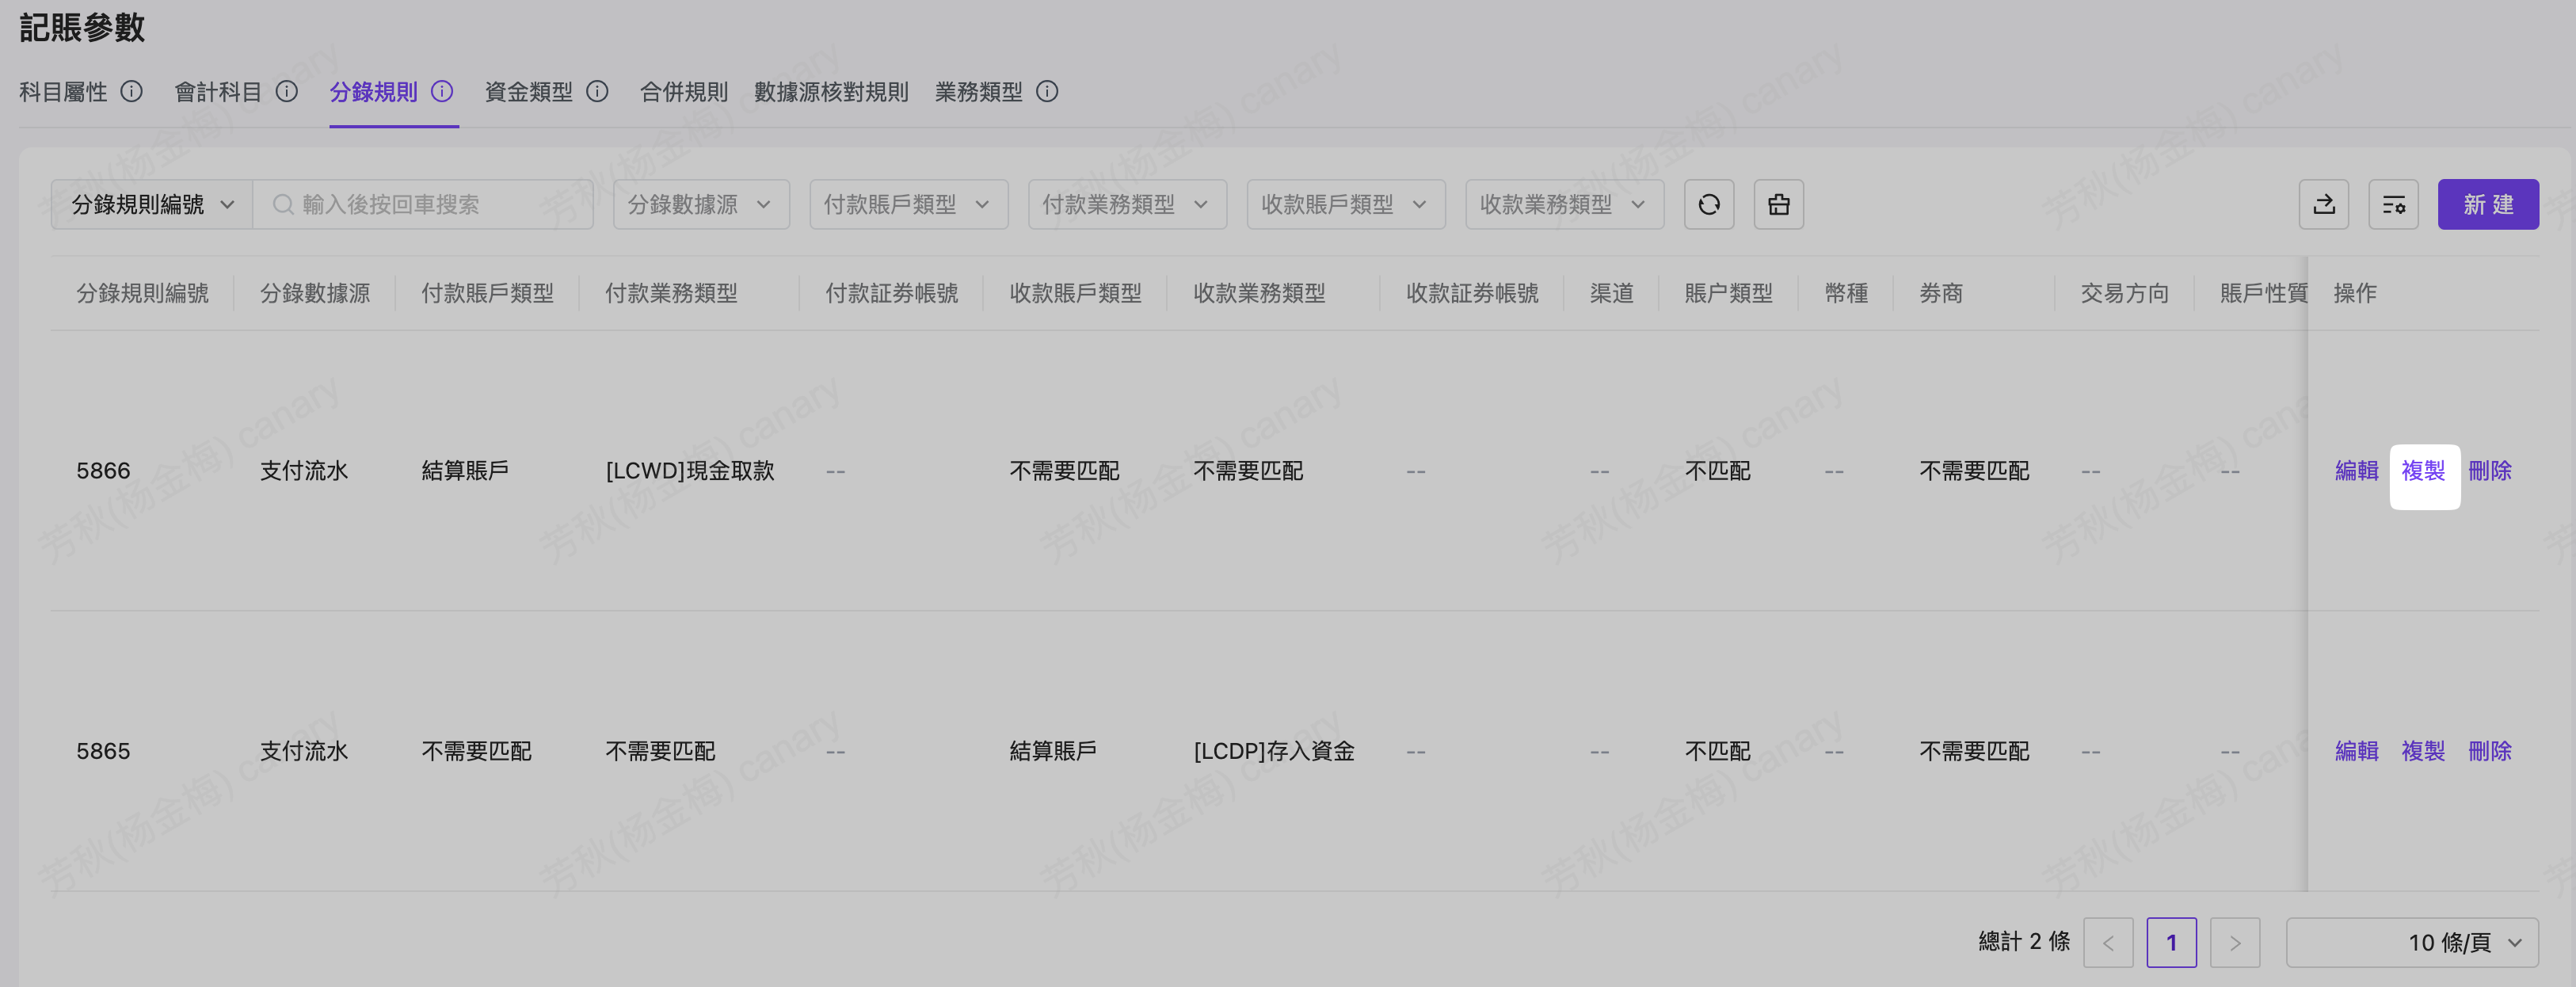 記賬參數
科目屬性 會計科目 分錄規則 資金類型 合併規則 數據源核對規則 業務類型
分錄規則編號 輸入後按回車搜索 分錄數據源 付款賬戶類型 付款業務類型 收款賬戶類型 收款業務類型 新 建
分錄規則編號 分錄數據源 付款賬戶類型 付款業務類型 付款証券帳號 收款賬戶類型 收款業務類型 收款証券帳號 渠道 賬户類型 幣種 券商 交易方向 賬戶性質 操作
5866 支付流水 結算賬戶 [LCWD]現金取款 -- 不需要匹配 不需要匹配 -- -- 不匹配 -- 不需要匹配 -- -- 編輯 複製 刪除
5865 支付流水 不需要匹配 不需要匹配 -- 結算賬戶 [LCDP]存入資金 -- -- 不匹配 -- 不需要匹配 -- -- 編輯 複製 刪除
總計 2 條 < 1 > 10 條/頁
芳秋(杨金梅) canary